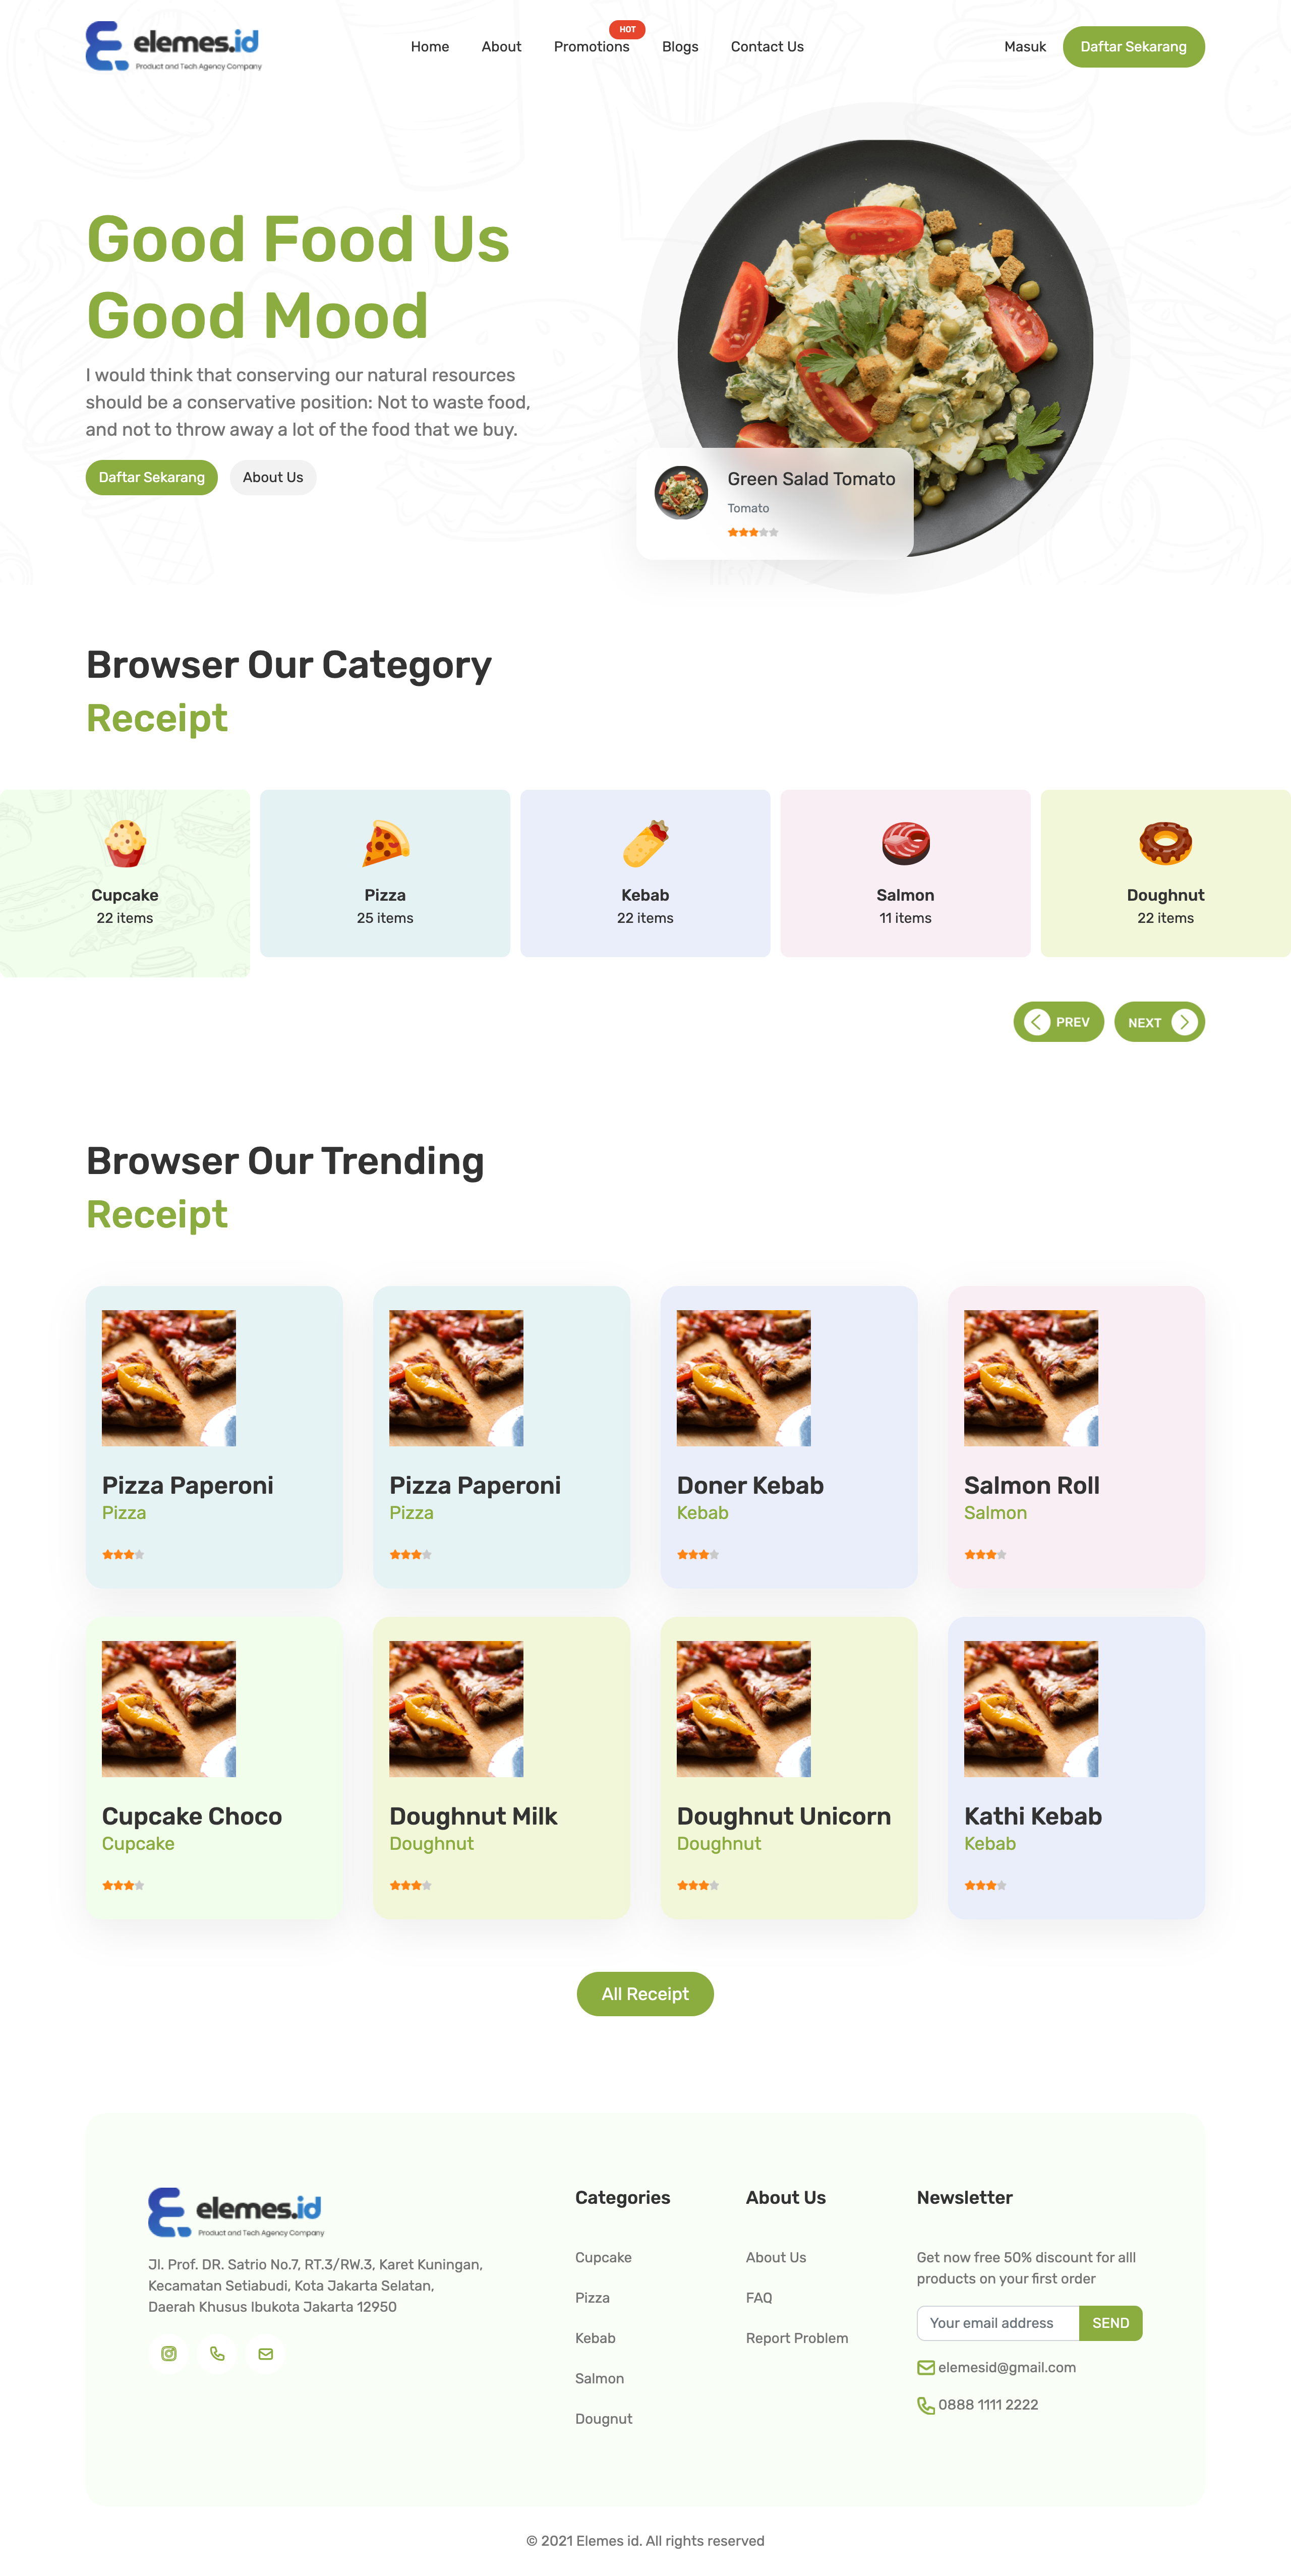 elemes.id
Product and Tech Agency Company
Home
About
Promotions
HOT
Blogs
Contact Us
Masuk
Daftar Sekarang
Good Food Us
Good Mood
I would think that conserving our natural resources
should be a conservative position: Not to waste food,
and not to throw away a lot of the food that we buy.
Daftar Sekarang
About Us
Green Salad Tomato
Tomato
Browser Our Category
Receipt
Cupcake
22 items
Pizza
25 items
Kebab
22 items
Salmon
11 items
Doughnut
22 items
PREV
NEXT
Browser Our Trending
Receipt
Pizza Paperoni
Pizza
Pizza Paperoni
Pizza
Doner Kebab
Kebab
Salmon Roll
Salmon
Cupcake Choco
Cupcake
Doughnut Milk
Doughnut
Doughnut Unicorn
Doughnut
Kathi Kebab
Kebab
All Receipt
elemes.id
Product and Tech Agency Company
Jl. Prof. DR. Satrio No.7, RT.3/RW.3, Karet Kuningan,
Kecamatan Setiabudi, Kota Jakarta Selatan,
Daerah Khusus Ibukota Jakarta 12950
Categories
Cupcake
Pizza
Kebab
Salmon
Dougnut
About Us
About Us
FAQ
Report Problem
Newsletter
Get now free 50% discount for alll
products on your first order
Your email address
SEND
elemesid@gmail.com
0888 1111 2222
© 2021 Elemes id. All rights reserved